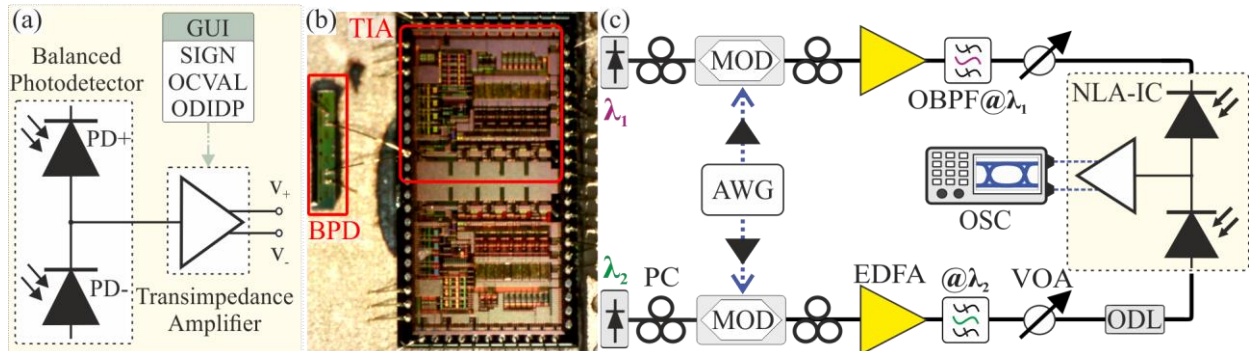 (a)
GUI
SIGN
OCVAL
ODIDP
Balanced
Photodetector
PD+
PD-
V+
V-
Transimpedance
Amplifier
(b)
TIA
BPD
(c)
MOD
λ1
OBPF@λ1
NLA-IC
AWG
OSC
λ2
PC
MOD
EDFA
@λ2
VOA
ODL